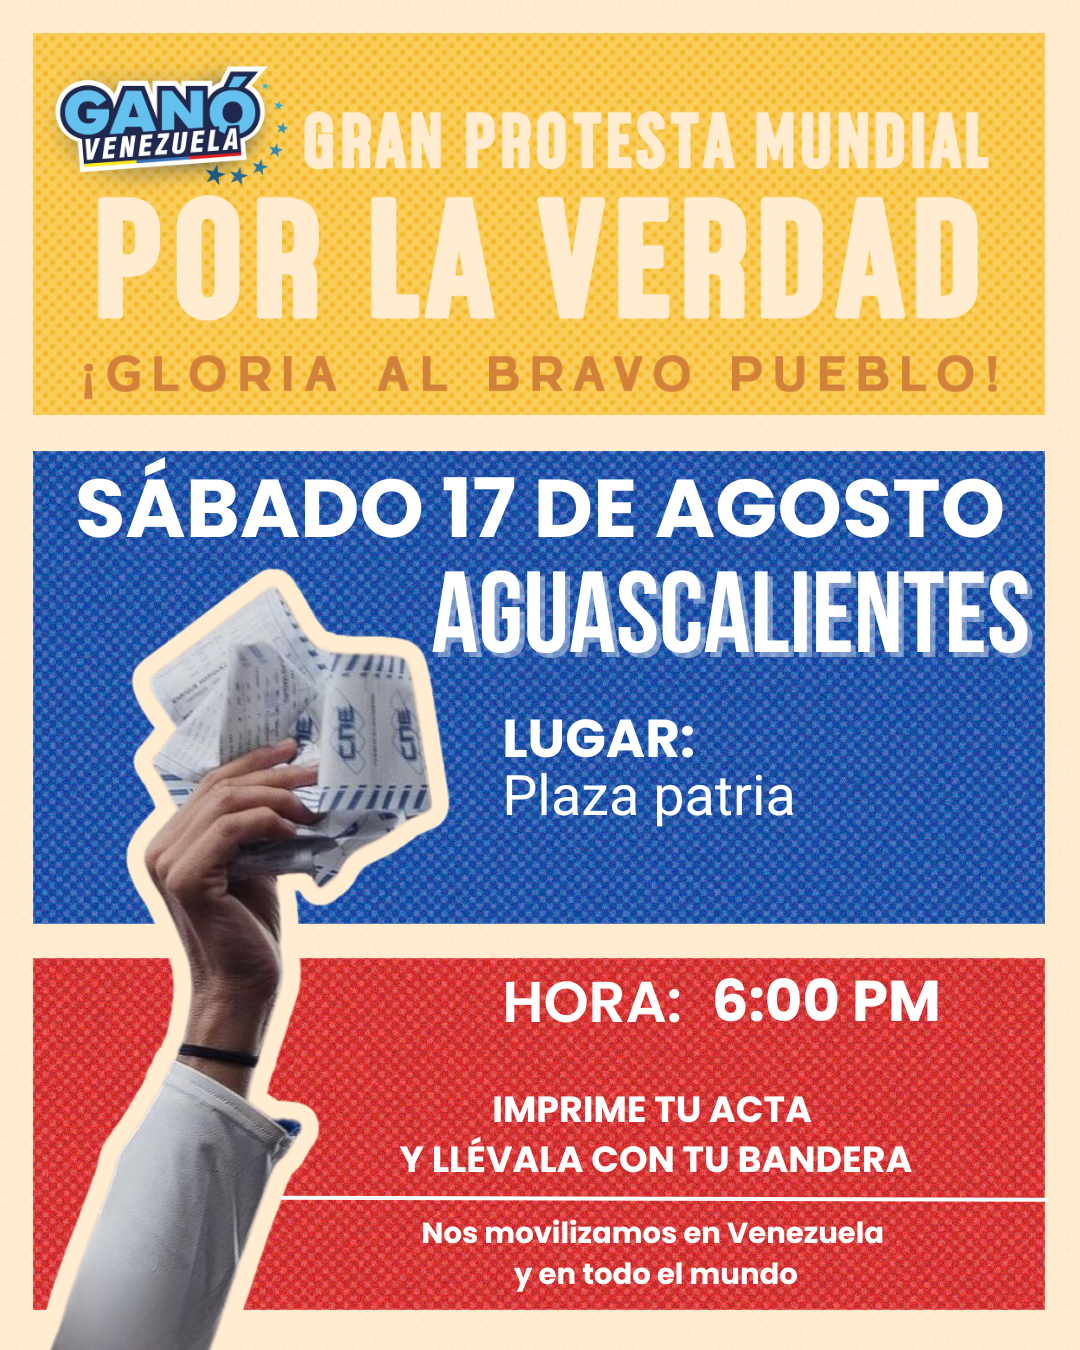 GANÓ
VENEZUELA
GRAN PROTESTA MUNDIAL
POR LA VERDAD
¡GLORIA AL BRAVO PUEBLO!
SÁBADO 17 DE AGOSTO
AGUASCALIENTES
CNE
CNE
LUGAR:
Plaza patria
HORA: 6:00 PM
IMPRIME TU ACTA
Y LLÉVALA CON TU BANDERA
Nos movilizamos en Venezuela
y en todo el mundo